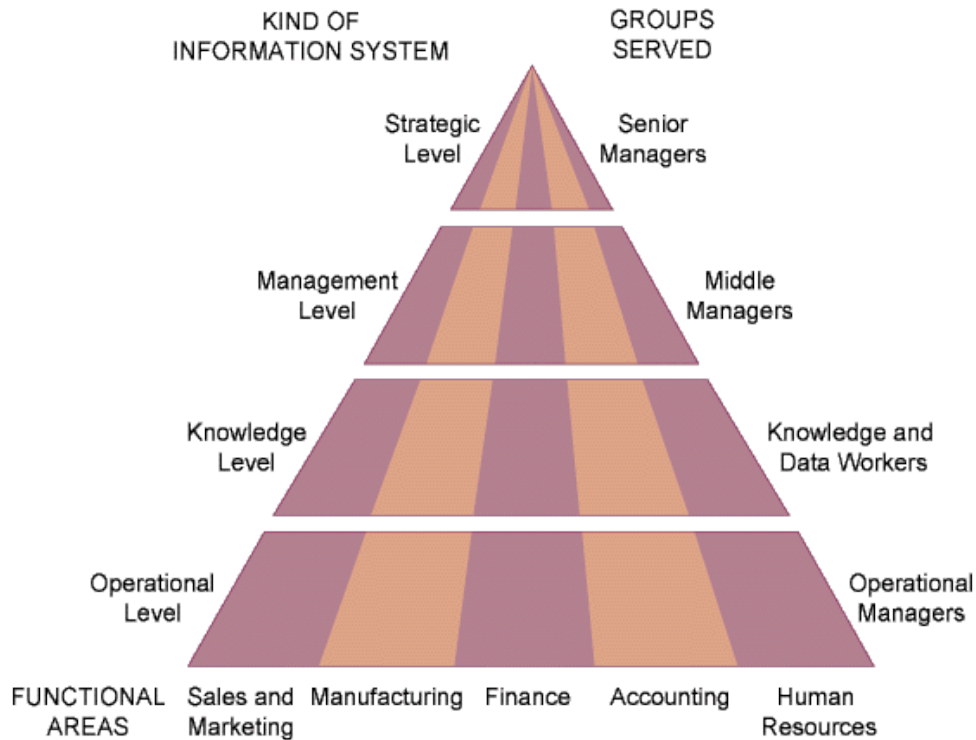 KIND OF
INFORMATION SYSTEM
GROUPS
SERVED
Strategic
Level
Senior
Managers
Management
Level
Middle
Managers
Knowledge
Level
Knowledge and
Data Workers
Operational
Level
Operational
Managers
FUNCTIONAL
AREAS
Sales and
Marketing
Manufacturing
Finance
Accounting
Human
Resources